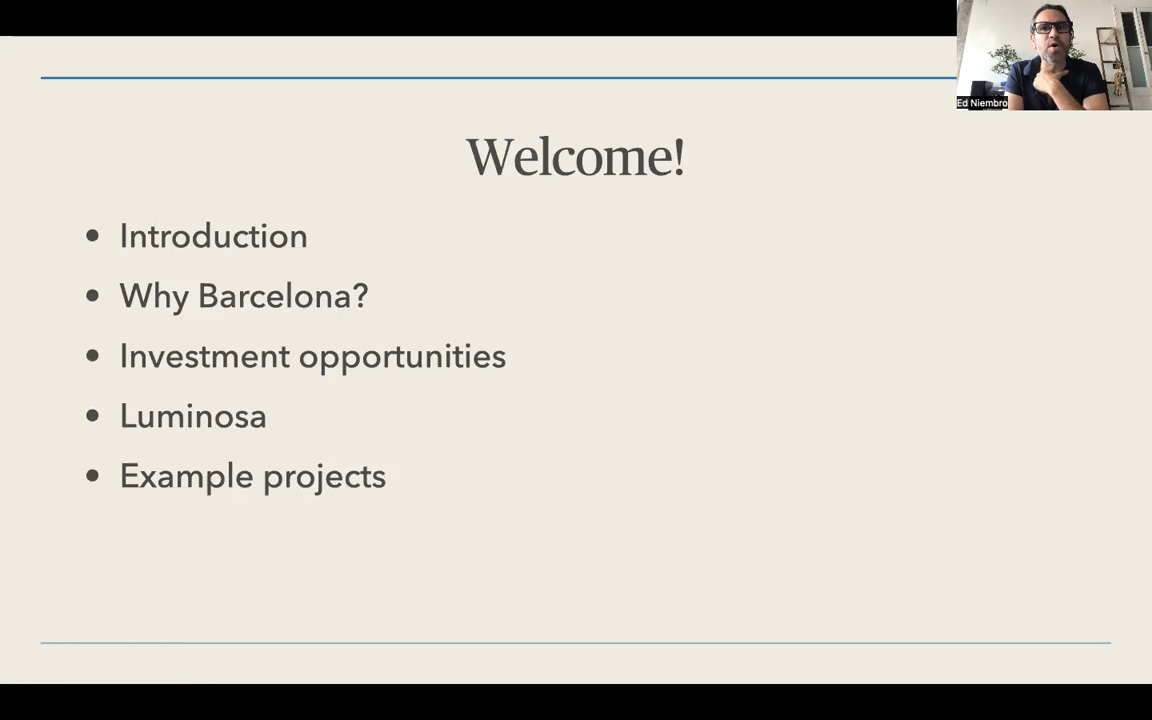 Ed Niembro
Welcome!
• Introduction
• Why Barcelona?
• Investment opportunities
• Luminosa
• Example projects